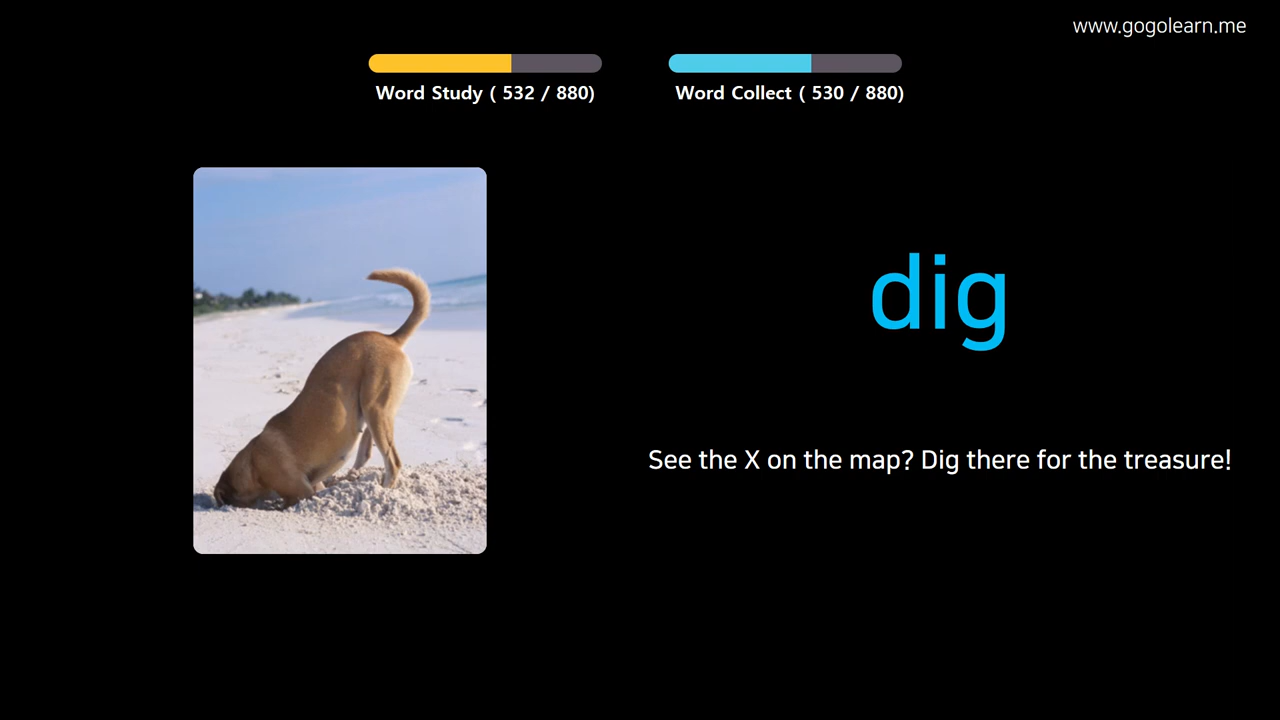 www.gogolearn.me
Word Study ( 532 / 880)
Word Collect ( 530 / 880)
dig
See the X on the map? Dig there for the treasure!